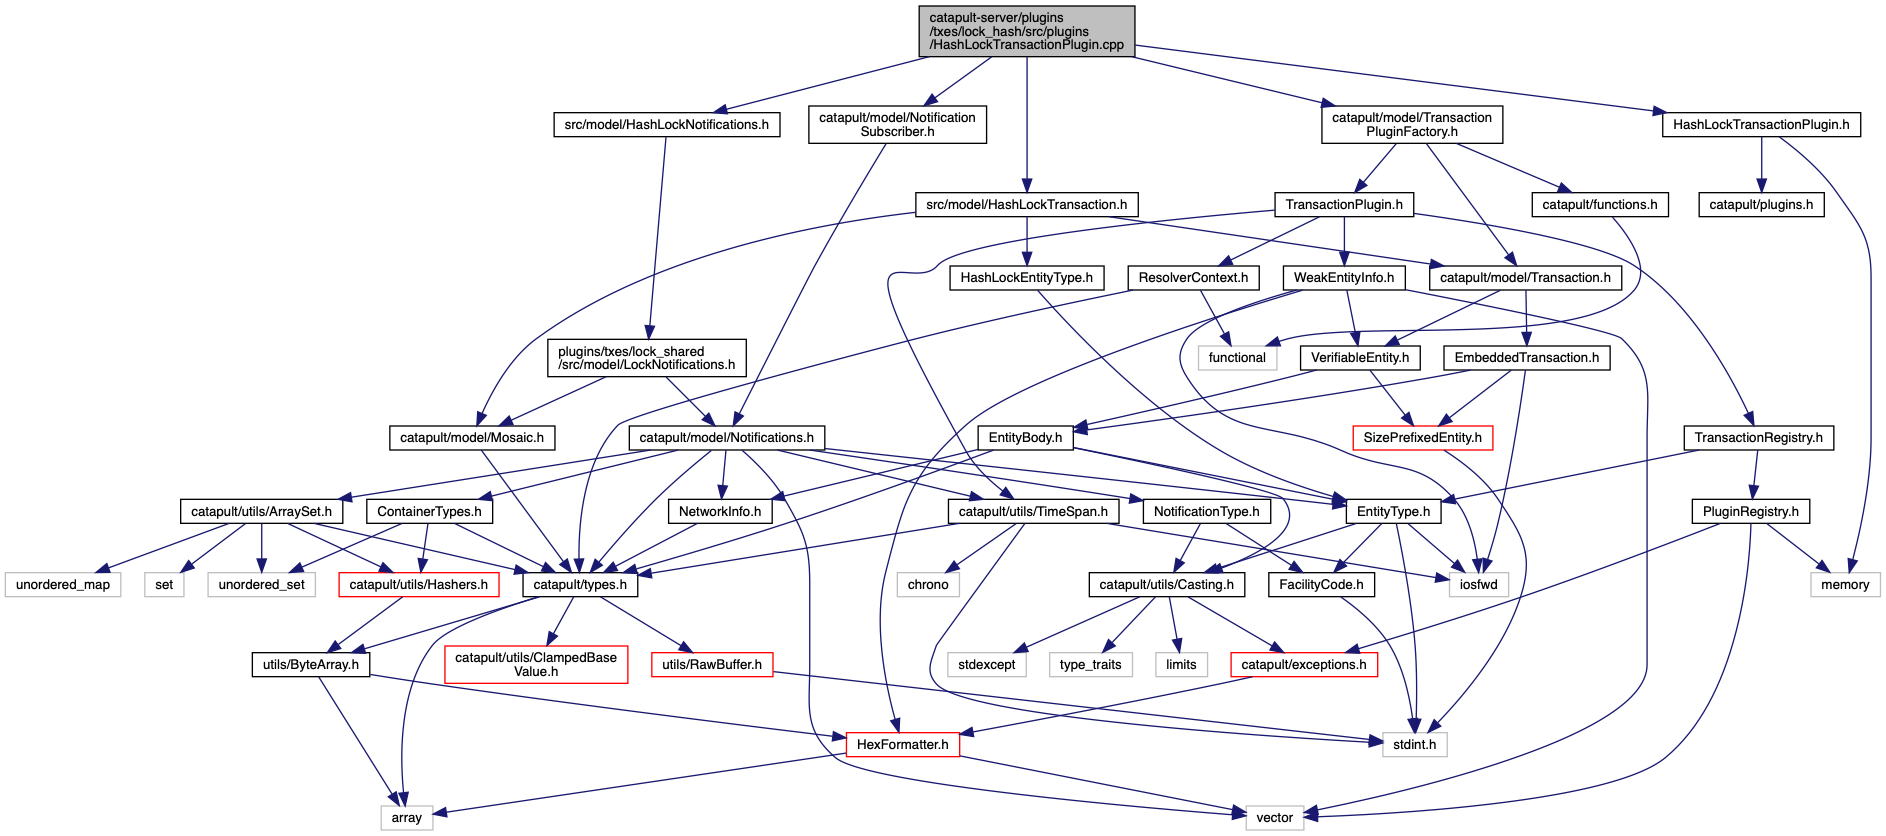 catapult-server/plugins
/txes/lock_hash/src/plugins
/HashLockTransactionPlugin.cpp
src/model/HashLockNotifications.h
catapult/model/Notification
Subscriber.h
catapult/model/Transaction
PluginFactory.h
HashLockTransactionPlugin.h
src/model/HashLockTransaction.h
TransactionPlugin.h
catapult/functions.h
catapult/plugins.h
HashLockEntityType.h
ResolverContext.h
WeakEntityInfo.h
catapult/model/Transaction.h
plugins/txes/lock_shared
/src/model/LockNotifications.h
functional
VerifiableEntity.h
EmbeddedTransaction.h
catapult/model/Mosaic.h
catapult/model/Notifications.h
EntityBody.h
SizePrefixedEntity.h
TransactionRegistry.h
catapult/utils/ArraySet.h
ContainerTypes.h
NetworkInfo.h
catapult/utils/TimeSpan.h
NotificationType.h
EntityType.h
PluginRegistry.h
unordered_map
set
unordered_set
catapult/utils/Hashers.h
catapult/types.h
chrono
catapult/utils/Casting.h
FacilityCode.h
iosfwd
memory
utils/ByteArray.h
catapult/utils/ClampedBase
Value.h
utils/RawBuffer.h
stdexcept
type_traits
limits
catapult/exceptions.h
HexFormatter.h
stdint.h
array
vector